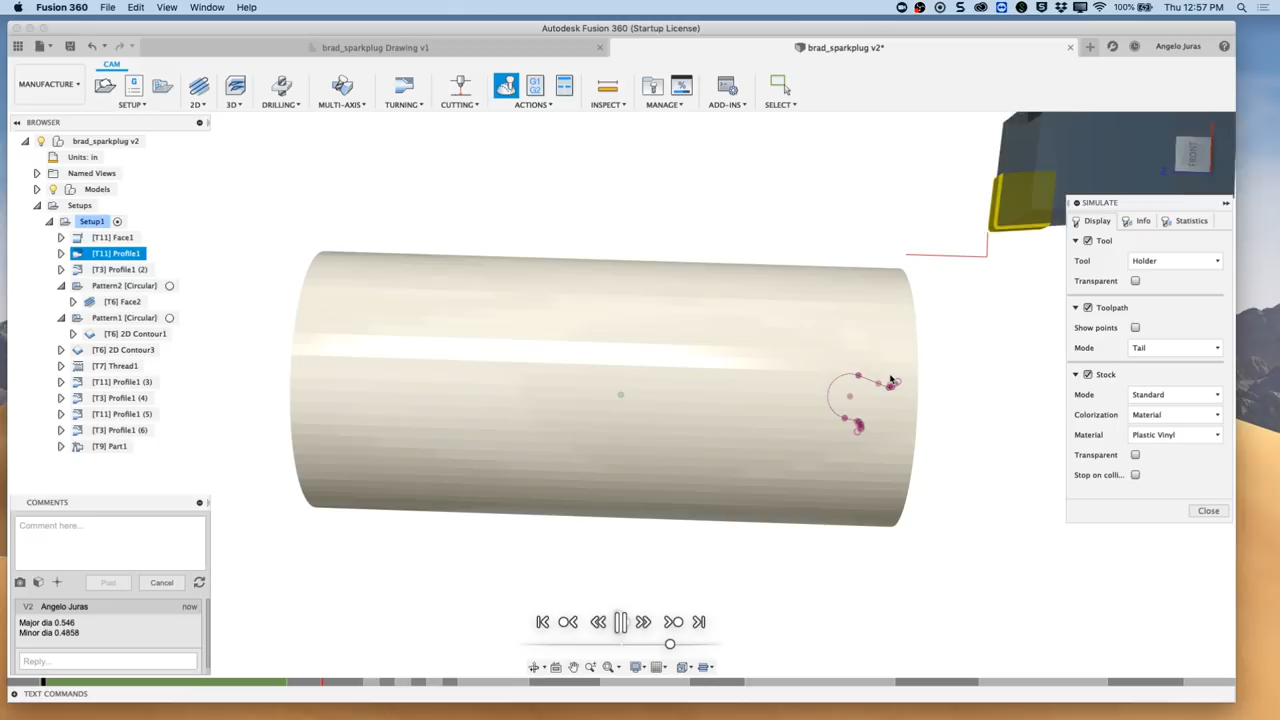 Fusion 360 File Edit View Window Help 100% Thu 12:57 PM
Autodesk Fusion 360 (Startup License)
brad_sparkplug Drawing v1
brad_sparkplug v2*
Angelo Juras
CAM
MANUFACTURE
SETUP 2D 3D DRILLING MULTI-AXIS TURNING CUTTING ACTIONS INSPECT MANAGE ADD-INS SELECT
G1
G2
BROWSER
brad_sparkplug v2
Units: in
Named Views
Models
Setups
Setup1
[T11] Face1
[T11] Profile1
[T3] Profile1 (2)
Pattern2 [Circular]
[T6] Face2
Pattern1 [Circular]
[T6] 2D Contour1
[T6] 2D Contour3
[T7] Thread1
[T11] Profile1 (3)
[T3] Profile1 (4)
[T11] Profile1 (5)
[T3] Profile1 (6)
[T9] Part1
FRONT
Z
SIMULATE
Display Info Statistics
Tool
Tool Holder
Transparent
Toolpath
Show points
Mode Tail
Stock
Mode Standard
Colorization Material
Material Plastic Vinyl
Transparent
Stop on colli...
Close
COMMENTS
Comment here...
Post Cancel
V2 Angelo Juras now
Major dia 0.546
Minor dia 0.4858
Reply...
TEXT COMMANDS